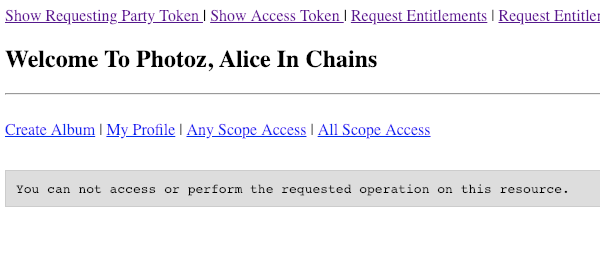 Show Requesting Party Token | Show Access Token | Request Entitlements | Request
Welcome To Photoz, Alice In Chains
Create Album | My Profile | Any Scope Access | All Scope Access
You can not access or perform the requested operation on this resource.